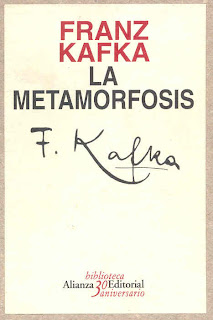 FRANZ
KAFKA
LA
METAMORFOSIS
F. Kafka
biblioteca
Alianza 30 Editorial
aniversario